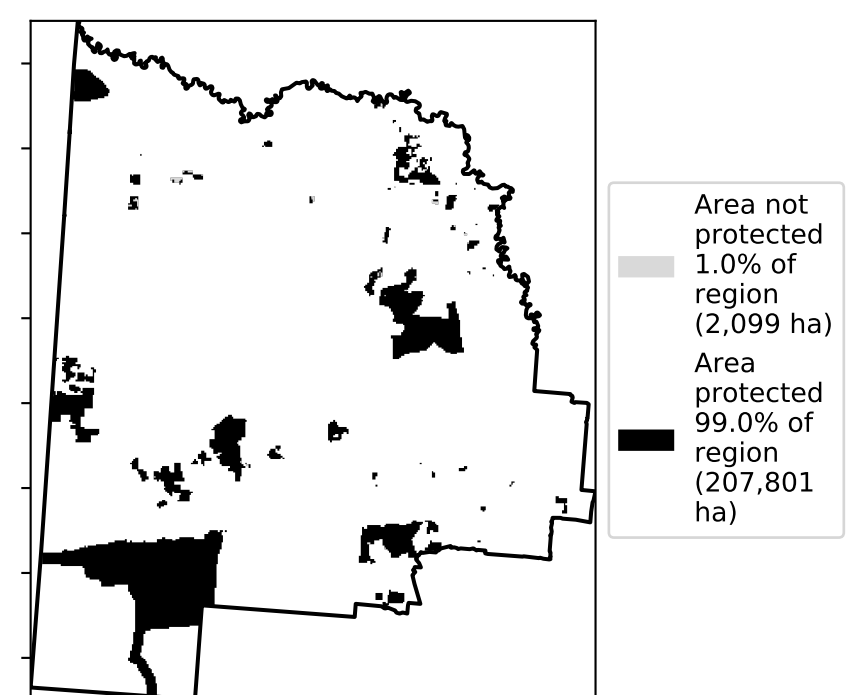 Area not
protected
1.0% of
region
(2,099 ha)
Area
protected
99.0% of
region
(207,801
ha)